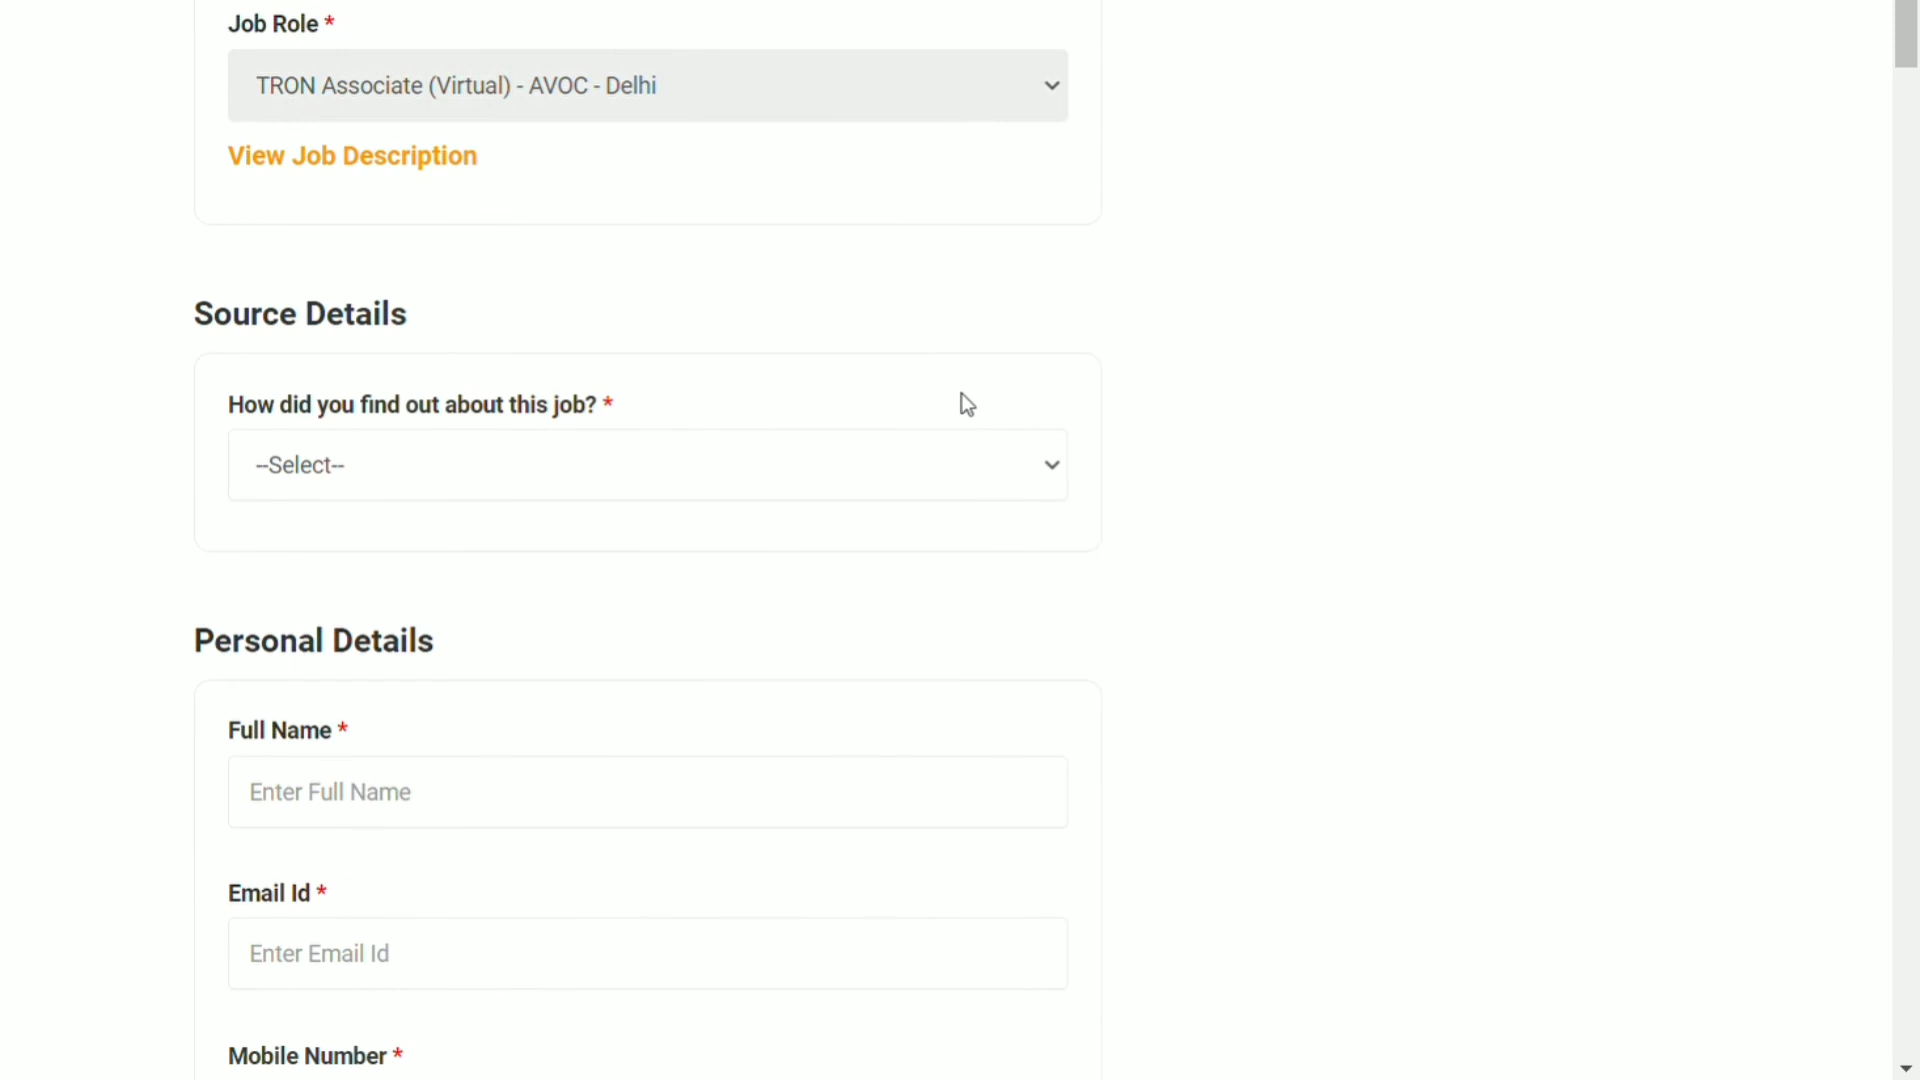 Job Role *
TRON Associate (Virtual) - AVOC - Delhi
View Job Description
Source Details
How did you find out about this job? *
--Select--
Personal Details
Full Name *
Enter Full Name
Email Id *
Enter Email Id
Mobile Number *